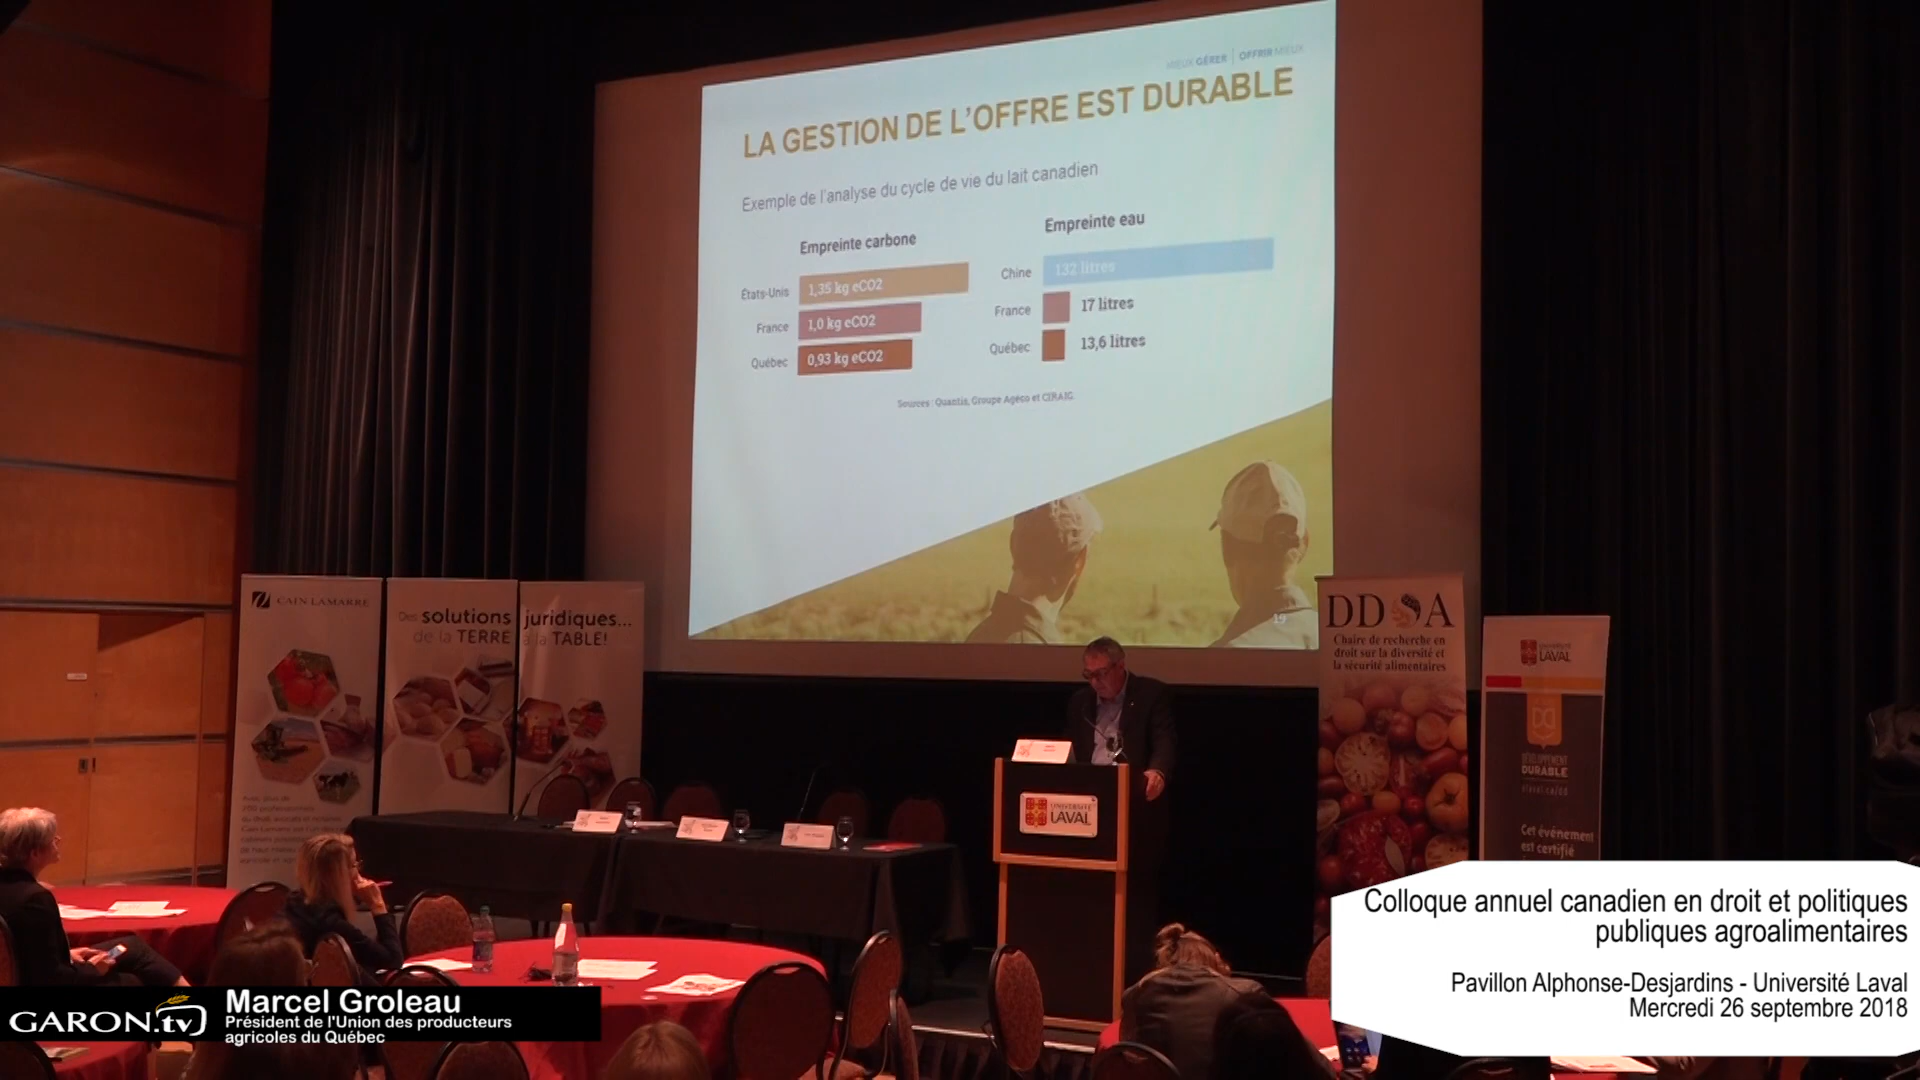 MIEUX GÉRER | OFFRIR MIEUX
LA GESTION DE L'OFFRE EST DURABLE
Exemple de l'analyse du cycle de vie du lait canadien
Empreinte carbone
États-Unis 1,35 kg eCO2
France 1,0 kg eCO2
Québec 0,93 kg eCO2
Empreinte eau
Chine 132 litres
France 17 litres
Québec 13,6 litres
Sources : Quantis, Groupe Agéco et CIRAIG
19
CAIN LAMARRE
Des solutions juridiques...
de la TERRE à la TABLE!
DD A
Chaire de recherche en
droit sur la diversité et
la sécurité alimentaires
UNIVERSITÉ
LAVAL
DÉVELOPPEMENT
DURABLE
ulaval.ca/dd
Cet événement
est certifié
UNIVERSITÉ
LAVAL
GARON.tv
Marcel Groleau
Président de l'Union des producteurs
agricoles du Québec
Colloque annuel canadien en droit et politiques
publiques agroalimentaires
Pavillon Alphonse-Desjardins - Université Laval
Mercredi 26 septembre 2018